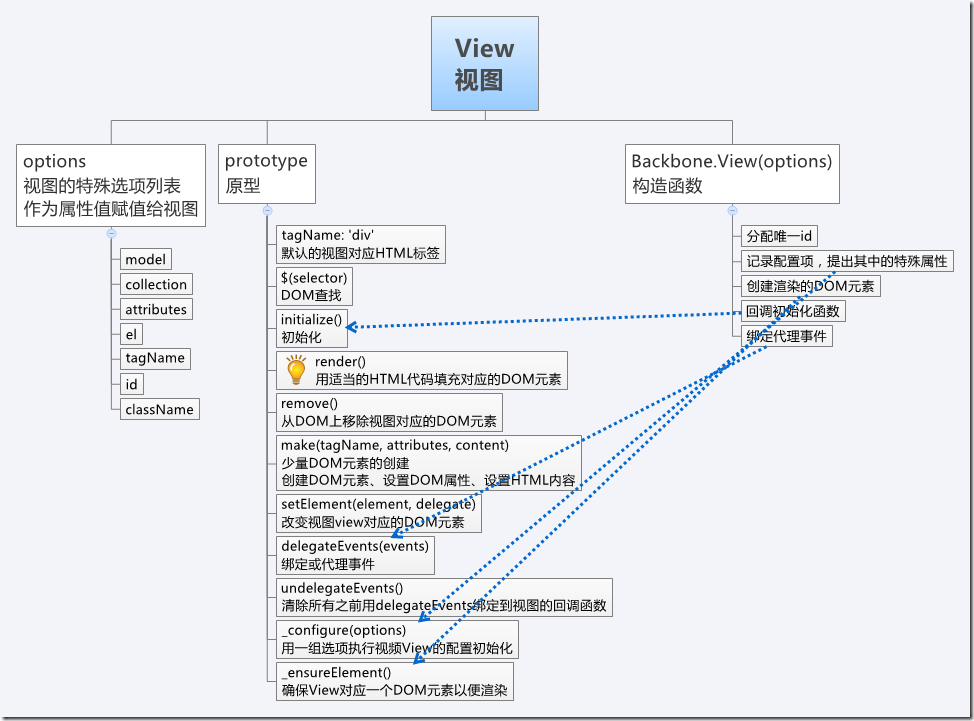 View
视图
options
视图的特殊选项列表
作为属性值赋值给视图
model
collection
attributes
el
tagName
id
className
prototype
原型
tagName: 'div'
默认的视图对应HTML标签
$(selector)
DOM查找
initialize()
初始化
render()
用适当的HTML代码填充对应的DOM元素
remove()
从DOM上移除视图对应的DOM元素
make(tagName, attributes, content)
少量DOM元素的创建
创建DOM元素、设置DOM属性、设置HTML内容
setElement(element, delegate)
改变视图view对应的DOM元素
delegateEvents(events)
绑定或代理事件
undelegateEvents()
清除所有之前用delegateEvents绑定到视图的回调函数
_configure(options)
用一组选项执行视频View的配置初始化
_ensureElement()
确保View对应一个DOM元素以便渲染
Backbone.View(options)
构造函数
分配唯一id
记录配置项，提出其中的特殊属性
创建渲染的DOM元素
回调初始化函数
绑定代理事件